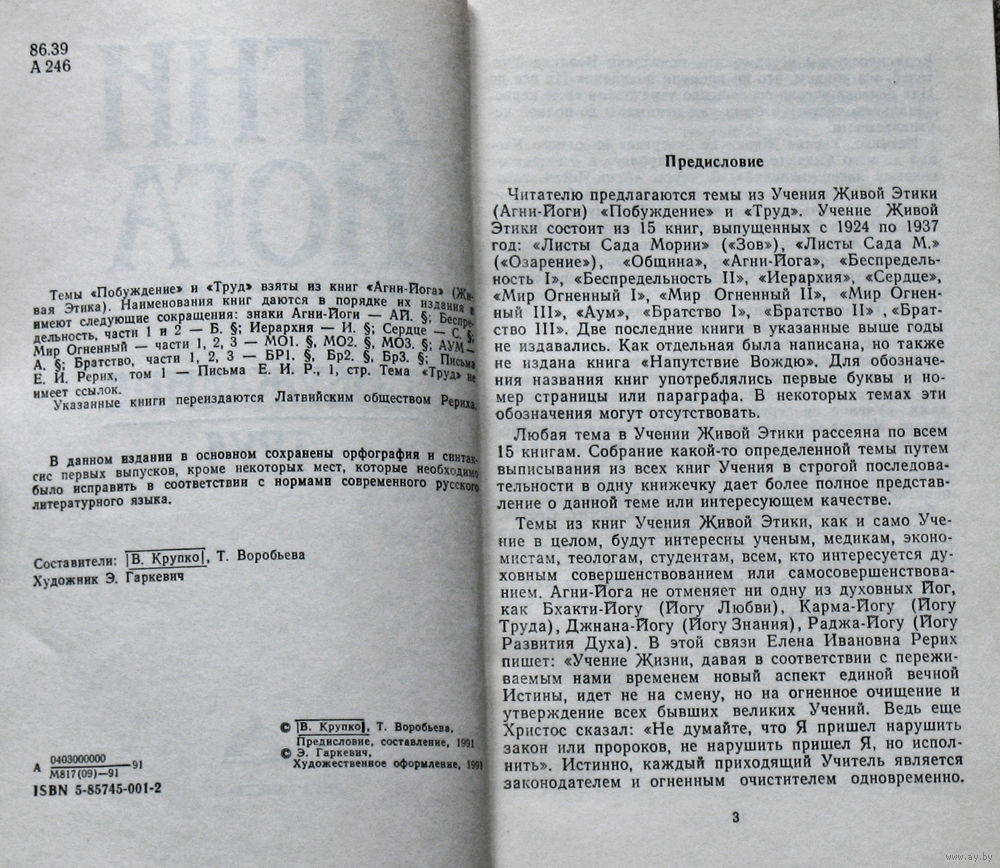 86.39
А 246
АГНИ
ЙОГА
Темы «Побуждение» и «Труд» взяты из книг «Агни-Йога» (Жи-
вая Этика). Наименования книг даются в порядке их издания и
имеют следующие сокращения: знаки Агни-Йоги — АЙ. §; Беспре-
дельность, части 1 и 2 — Б. §; Иерархия — И. §; Сердце — С. §;
Мир Огненный — части 1, 2, 3 — МО1. §, МО2. §, МО3. §; АУМ —
А. §; Братство, части 1, 2, 3 — БР1. §, Бр2. §, Бр3. §; Письма
Е. И. Рерих, том 1 — Письма Е. И. Р., 1, стр. Тема «Труд» не
имеет ссылок.
Указанные книги переиздаются Латвийским обществом Рериха.
В данном издании в основном сохранены орфография и синтак-
сис первых выпусков, кроме некоторых мест, которые необходимо
было исправить в соответствии с нормами современного русского
литературного языка.
Составители: В. Крупко, Т. Воробьева
Художник Э. Гаркевич
А 0403000000 —91
М817(09)—91
ISBN 5-85745-001-2
© В. Крупко, Т. Воробьева,
Предисловие, составление, 1991
© Э. Гаркевич,
Художественное оформление, 1991
Предисловие
Читателю предлагаются темы из Учения Живой Этики
(Агни-Йоги) «Побуждение» и «Труд». Учение Живой
Этики состоит из 15 книг, выпущенных с 1924 по 1937
год: «Листы Сада Мории» («Зов»), «Листы Сада М.»
(«Озарение»), «Община», «Агни-Йога», «Беспредель-
ность I», «Беспредельность II», «Иерархия», «Сердце»,
«Мир Огненный I», «Мир Огненный II», «Мир Огнен-
ный III», «Аум», «Братство I», «Братство II» , «Брат-
ство III». Две последние книги в указанные выше годы
не издавались. Как отдельная была написана, но также
не издана книга «Напутствие Вождю». Для обозначе-
ния названия книг употреблялись первые буквы и но-
мер страницы или параграфа. В некоторых темах эти
обозначения могут отсутствовать.
Любая тема в Учении Живой Этики рассеяна по всем
15 книгам. Собрание какой-то определенной темы путем
выписывания из всех книг Учения в строгой последова-
тельности в одну книжечку дает более полное представ-
ление о данной теме или интересующем качестве.
Темы из книг Учения Живой Этики, как и само Уче-
ние в целом, будут интересны ученым, медикам, эконо-
мистам, теологам, студентам, всем, кто интересуется ду-
ховным совершенствованием или самосовершенствова-
нием. Агни-Йога не отменяет ни одну из духовных Йог,
как Бхакти-Йогу (Йогу Любви), Карма-Йогу (Йогу
Труда), Джнана-Йогу (Йогу Знания), Раджа-Йогу (Йогу
Развития Духа). В этой связи Елена Ивановна Рерих
пишет: «Учение Жизни, давая в соответствии с пережи-
ваемым нами временем новый аспект единой вечной
Истины, идет не на смену, но на огненное очищение и
утверждение всех бывших великих Учений. Ведь еще
Христос сказал: «Не думайте, что Я пришел нарушить
закон или пророков, не нарушить пришел Я, но испол-
нить». Истинно, каждый приходящий Учитель является
законодателем и огненным очистителем одновременно.
3
www.ay.by